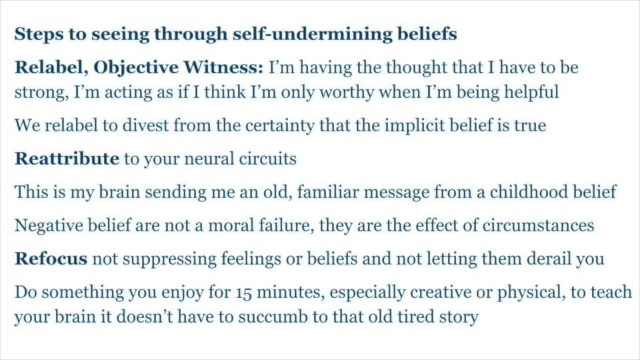 Steps to seeing through self-undermining beliefs
Relabel, Objective Witness: I'm having the thought that I have to be
strong, I'm acting as if I think I'm only worthy when I'm being helpful
We relabel to divest from the certainty that the implicit belief is true
Reattribute to your neural circuits
This is my brain sending me an old, familiar message from a childhood belief
Negative belief are not a moral failure, they are the effect of circumstances
Refocus not suppressing feelings or beliefs and not letting them derail you
Do something you enjoy for 15 minutes, especially creative or physical, to teach
your brain it doesn't have to succumb to that old tired story